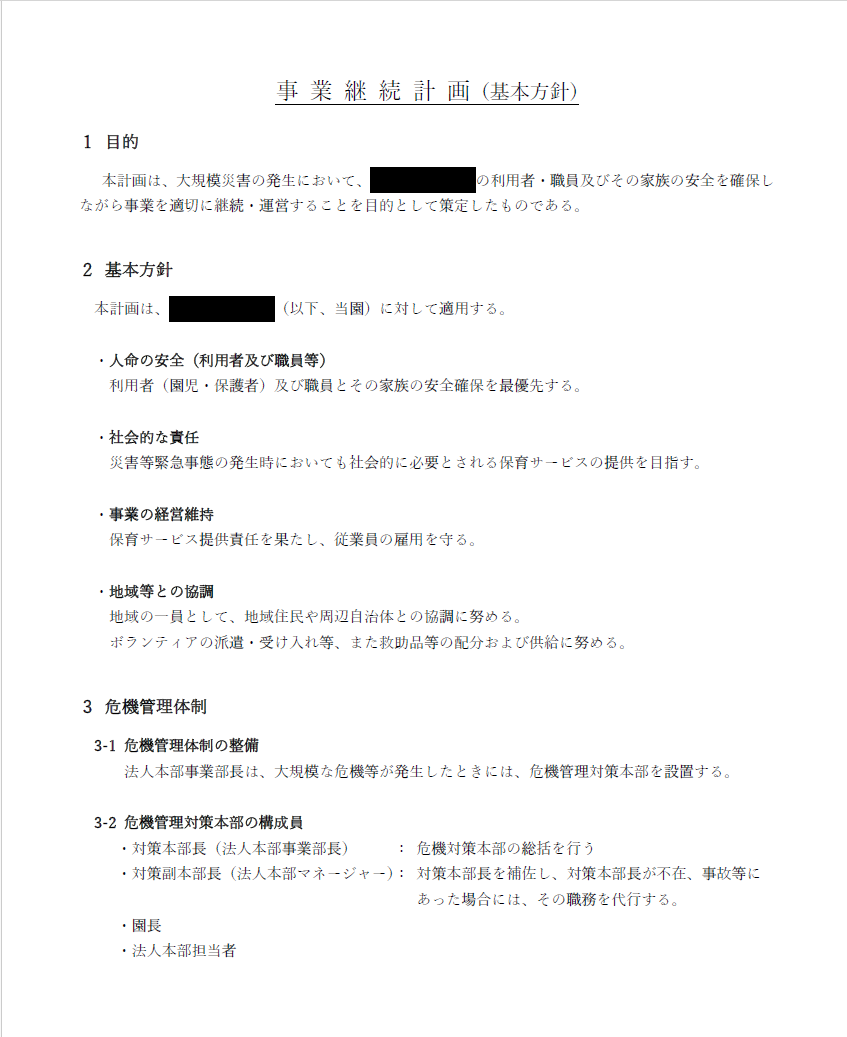 事 業 継 続 計 画（基本方針）
1 目的
本計画は、大規模災害の発生において、の利用者・職員及びその家族の安全を確保し
ながら事業を適切に継続・運営することを目的として策定したものである。
2 基本方針
本計画は、（以下、当園）に対して適用する。
・人命の安全（利用者及び職員等）
利用者（園児・保護者）及び職員とその家族の安全確保を最優先する。
・社会的な責任
災害等緊急事態の発生時においても社会的に必要とされる保育サービスの提供を目指す。
・事業の経営維持
保育サービス提供責任を果たし、従業員の雇用を守る。
・地域等との協調
地域の一員として、地域住民や周辺自治体との協調に努める。
ボランティアの派遣・受け入れ等、また救助品等の配分および供給に努める。
3 危機管理体制
3-1 危機管理体制の整備
法人本部事業部長は、大規模な危機等が発生したときには、危機管理対策本部を設置する。
3-2 危機管理対策本部の構成員
・対策本部長（法人本部事業部長）　：　危機対策本部の総括を行う
・対策副本部長（法人本部マネージャー）：　対策本部長を補佐し、対策本部長が不在、事故等に
あった場合には、その職務を代行する。
・園長
・法人本部担当者